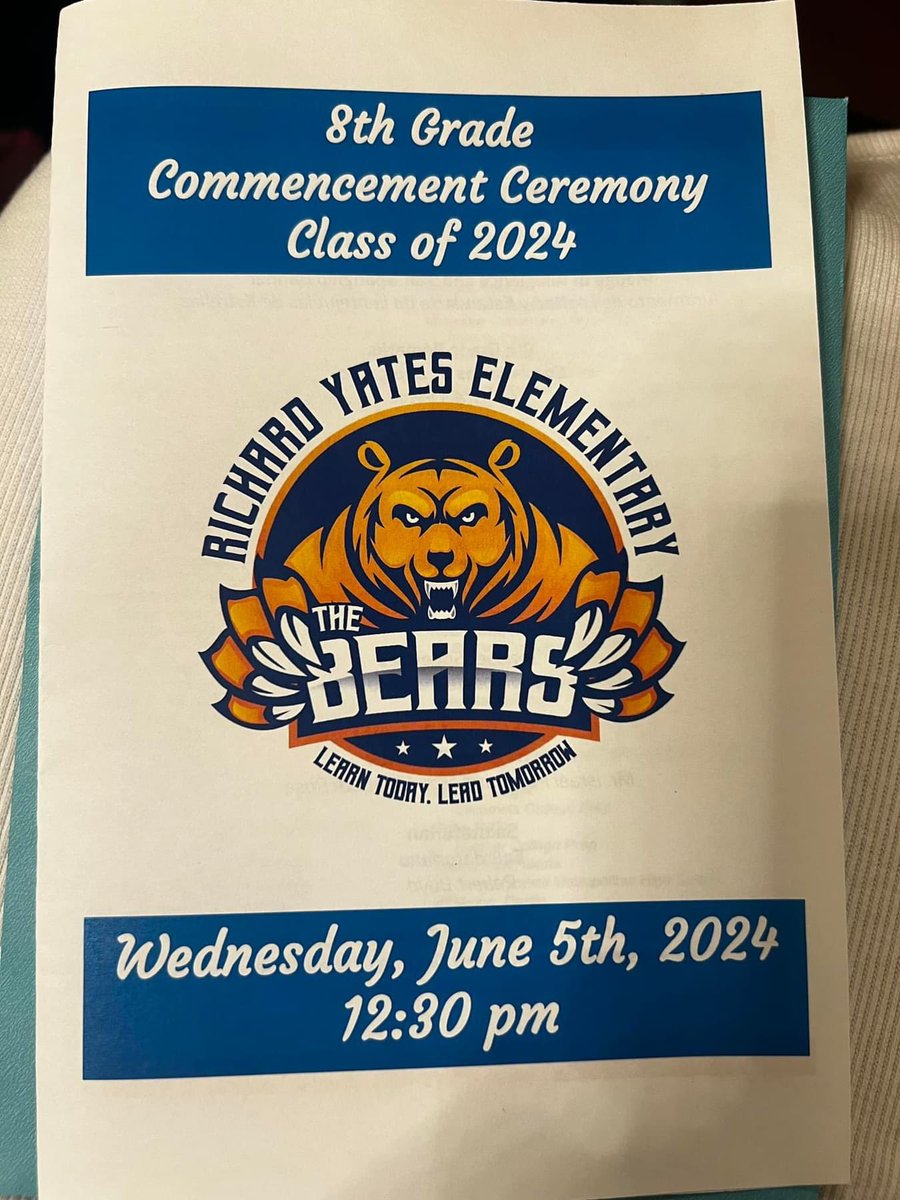 8th Grade
Commencement Ceremony
Class of 2024
RICHARD YATES ELEMENTARY
THE
BEARS
LEARN TODAY. LEAD TOMORROW
Wednesday, June 5th, 2024
12:30 pm